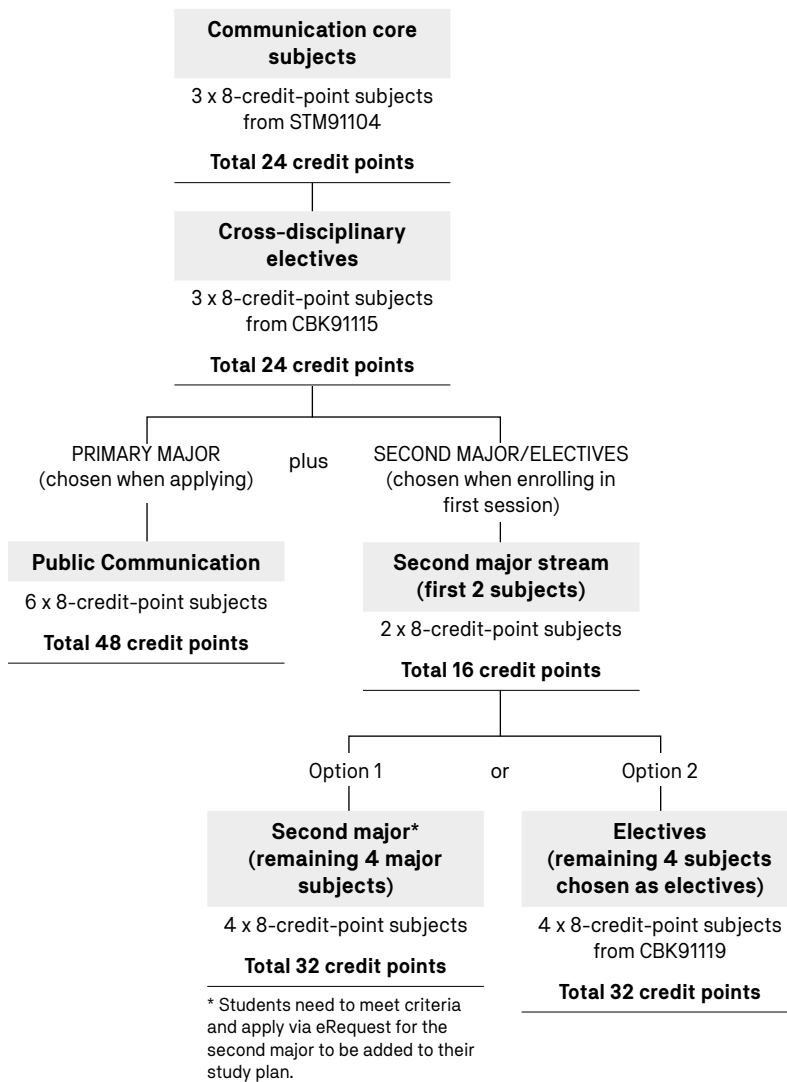 Communication core
subjects
3 x 8-credit-point subjects
from STM91104
Total 24 credit points
Cross-disciplinary
electives
3 x 8-credit-point subjects
from CBK91115
Total 24 credit points
PRIMARY MAJOR
(chosen when applying)
plus
SECOND MAJOR/ELECTIVES
(chosen when enrolling in
first session)
Public Communication
6 x 8-credit-point subjects
Total 48 credit points
Second major stream
(first 2 subjects)
2 x 8-credit-point subjects
Total 16 credit points
Option 1
or
Option 2
Second major*
(remaining 4 major
subjects)
4 x 8-credit-point subjects
Total 32 credit points
* Students need to meet criteria
and apply via eRequest for the
second major to be added to their
study plan.
Electives
(remaining 4 subjects
chosen as electives)
4 x 8-credit-point subjects
from CBK91119
Total 32 credit points